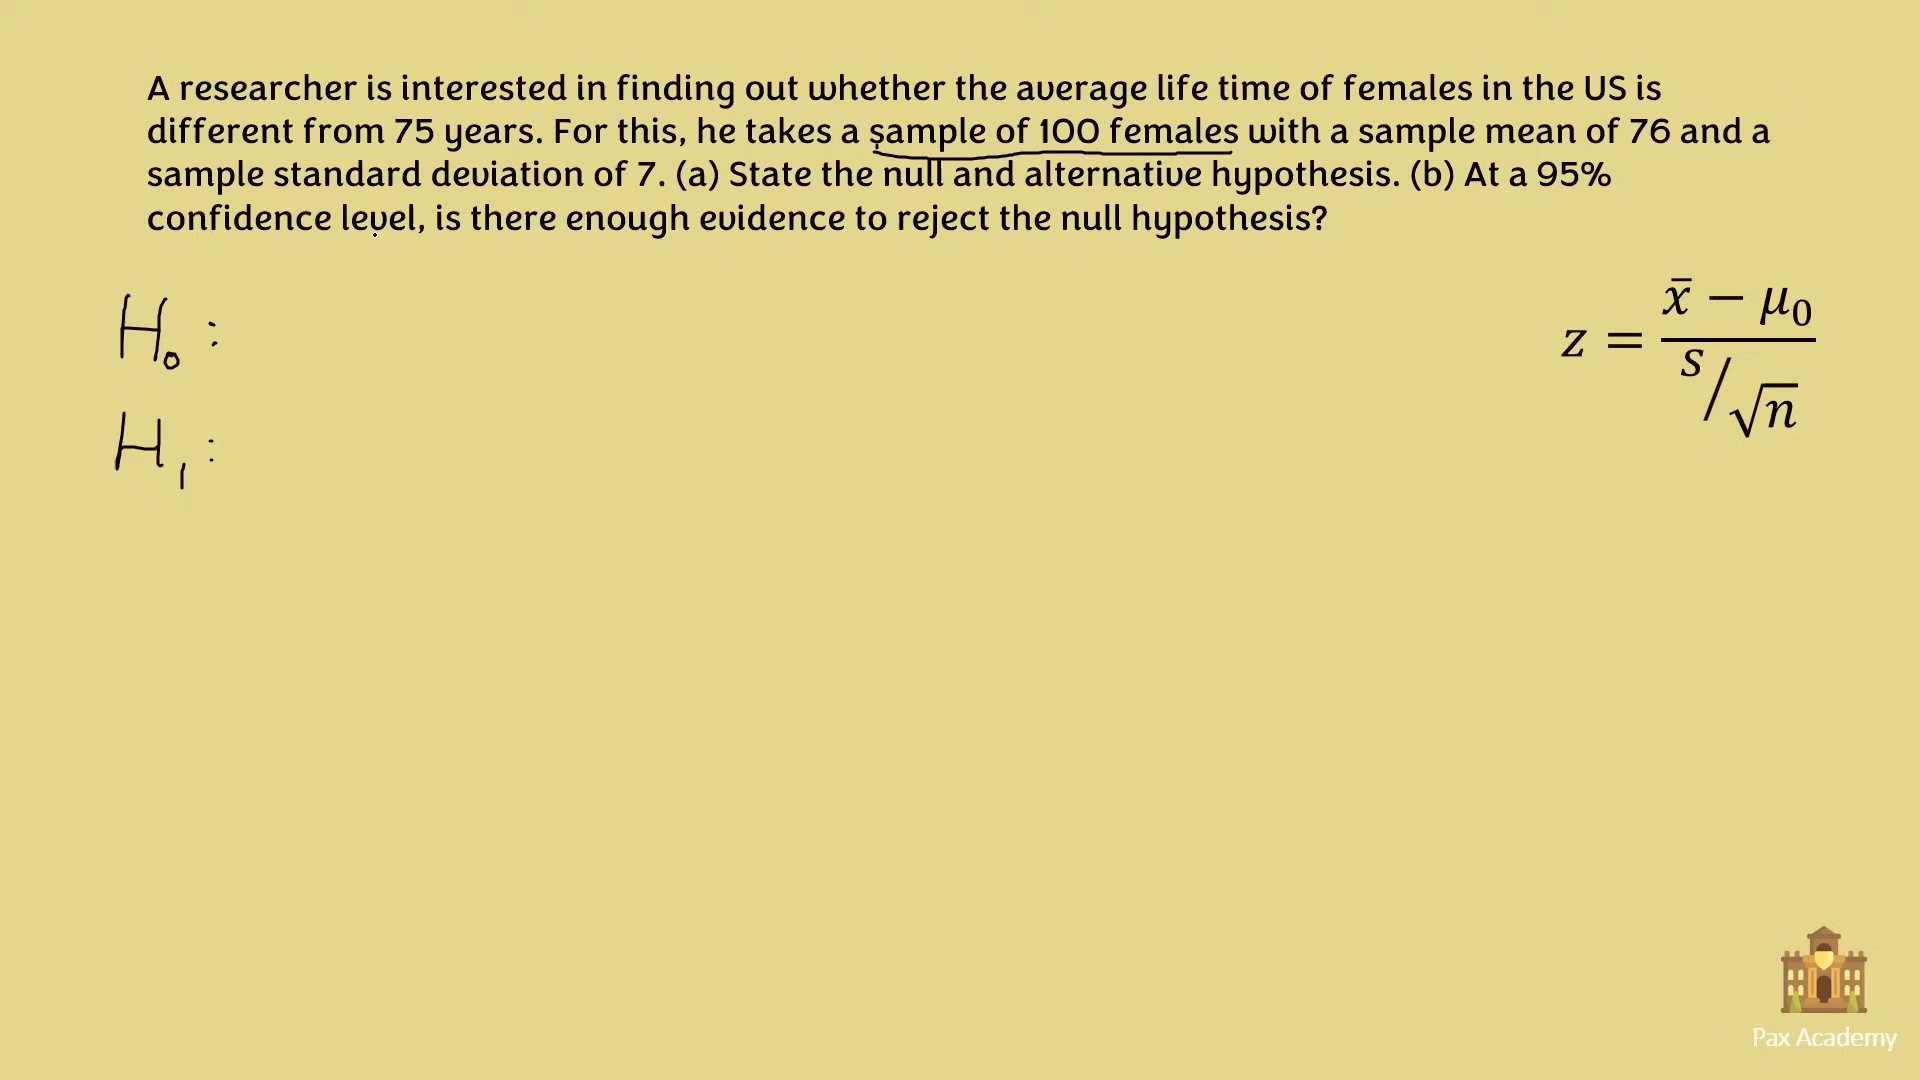 A researcher is interested in finding out whether the average life time of females in the US is
different from 75 years. For this, he takes a sample of 100 females with a sample mean of 76 and a
sample standard deviation of 7. (a) State the null and alternative hypothesis. (b) At a 95%
confidence level, is there enough evidence to reject the null hypothesis?
H₀ :
z = (x̄ − μ₀) / (s/√n)
H₁ :
Pax Academy